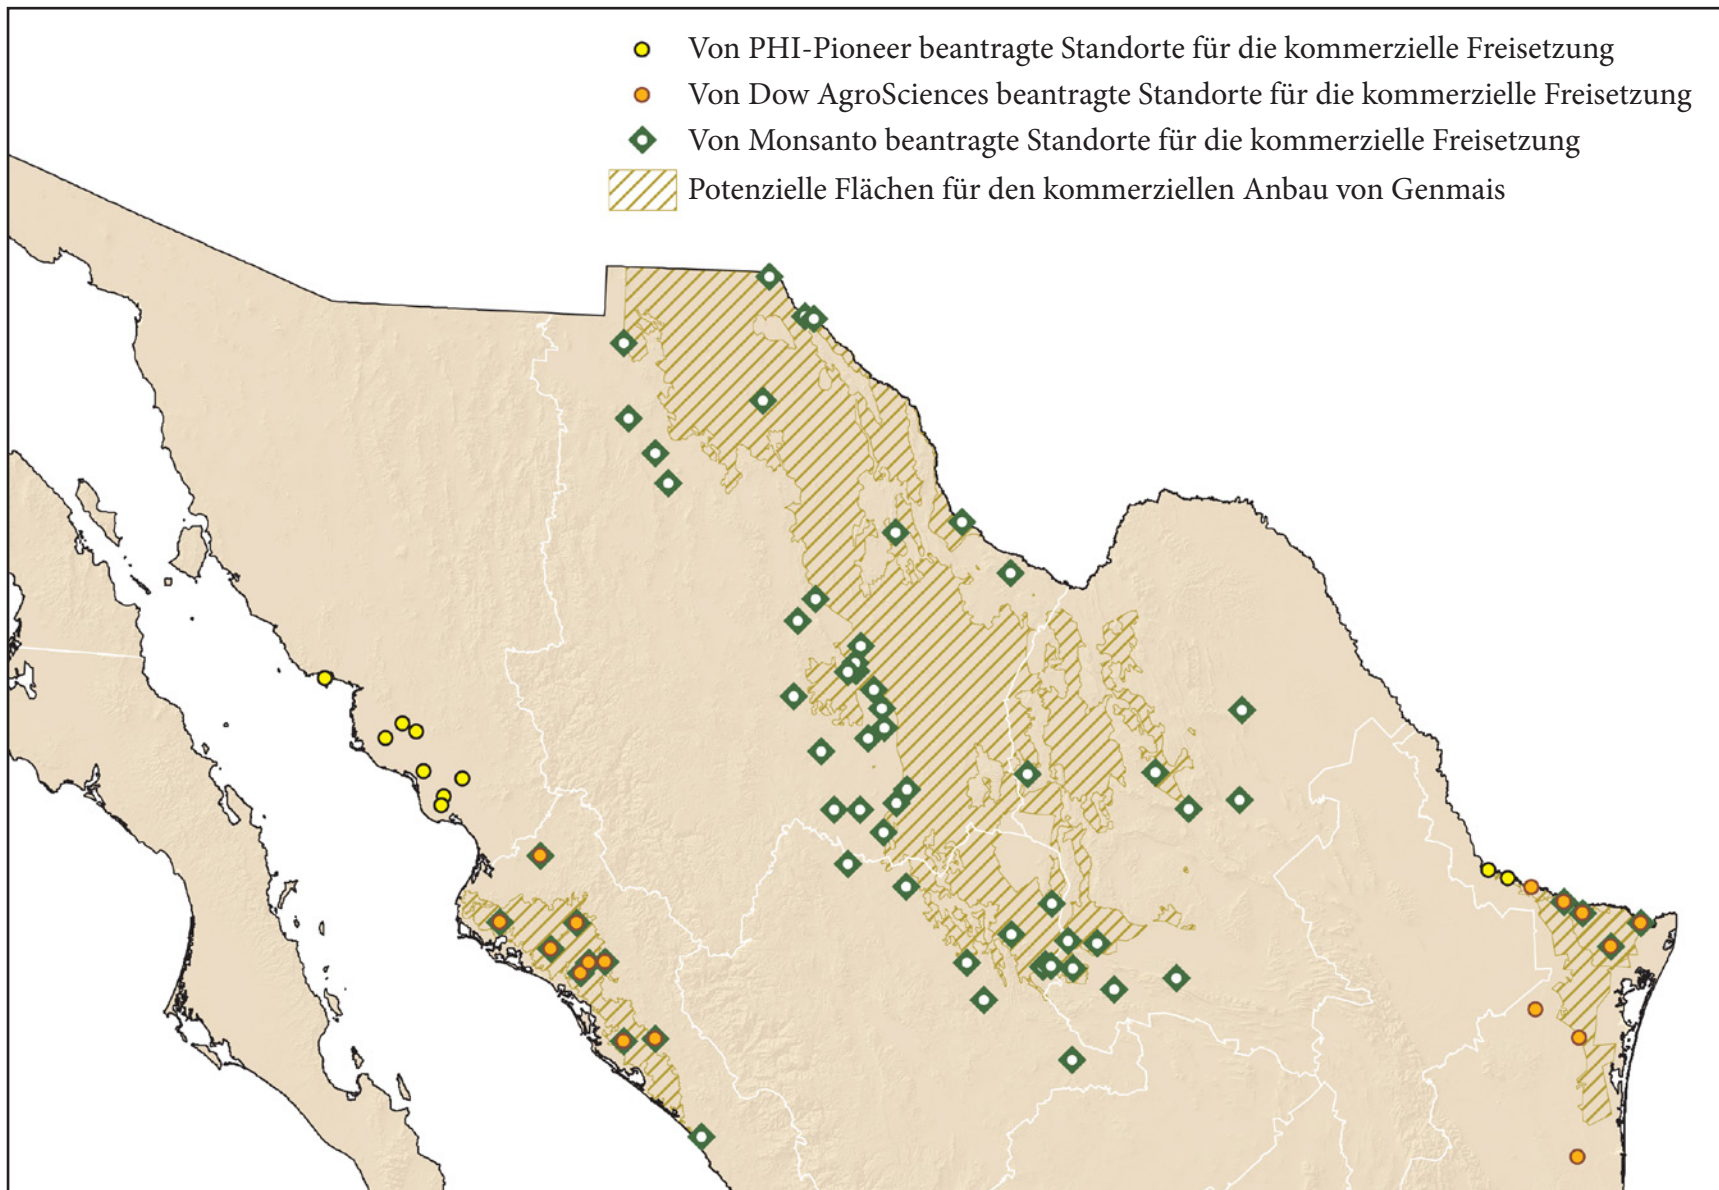 Von PHI-Pioneer beantragte Standorte für die kommerzielle Freisetzung
Von Dow AgroSciences beantragte Standorte für die kommerzielle Freisetzung
Von Monsanto beantragte Standorte für die kommerzielle Freisetzung
Potenzielle Flächen für den kommerziellen Anbau von Genmais